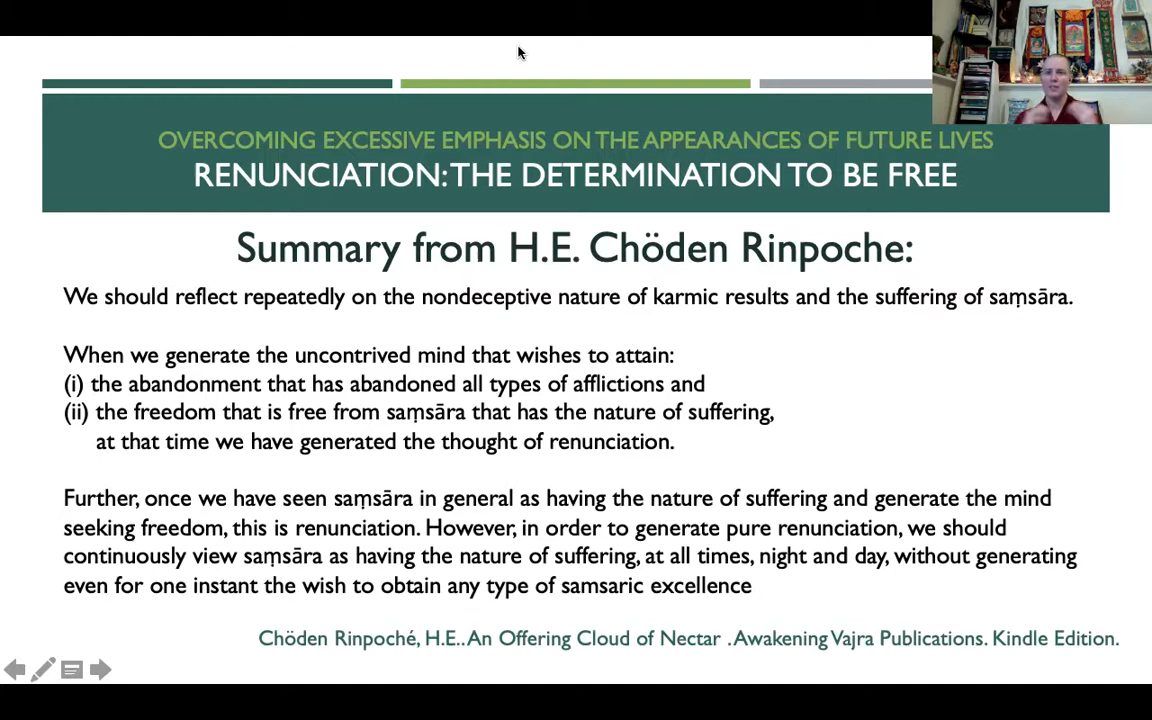 OVERCOMING EXCESSIVE EMPHASIS ON THE APPEARANCES OF FUTURE LIVES
RENUNCIATION: THE DETERMINATION TO BE FREE
Summary from H.E. Chöden Rinpoche:
We should reflect repeatedly on the nondeceptive nature of karmic results and the suffering of saṃsāra.
When we generate the uncontrived mind that wishes to attain:
(i) the abandonment that has abandoned all types of afflictions and
(ii) the freedom that is free from saṃsāra that has the nature of suffering,
at that time we have generated the thought of renunciation.
Further, once we have seen saṃsāra in general as having the nature of suffering and generate the mind
seeking freedom, this is renunciation. However, in order to generate pure renunciation, we should
continuously view saṃsāra as having the nature of suffering, at all times, night and day, without generating
even for one instant the wish to obtain any type of samsaric excellence
Chöden Rinpoché, H.E.. An Offering Cloud of Nectar . Awakening Vajra Publications. Kindle Edition.